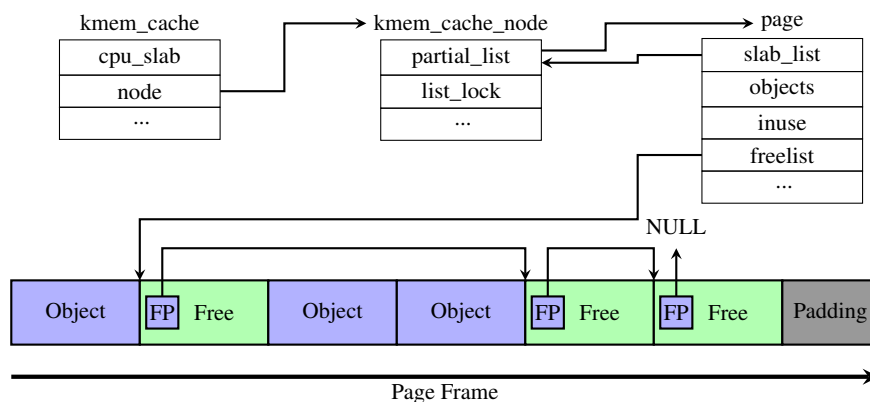 kmem_cache
cpu_slab
node
...
kmem_cache_node
partial_list
list_lock
...
page
slab_list
objects
inuse
freelist
...
NULL
Object
FP
Free
Object
Object
FP
Free
FP
Free
Padding
Page Frame